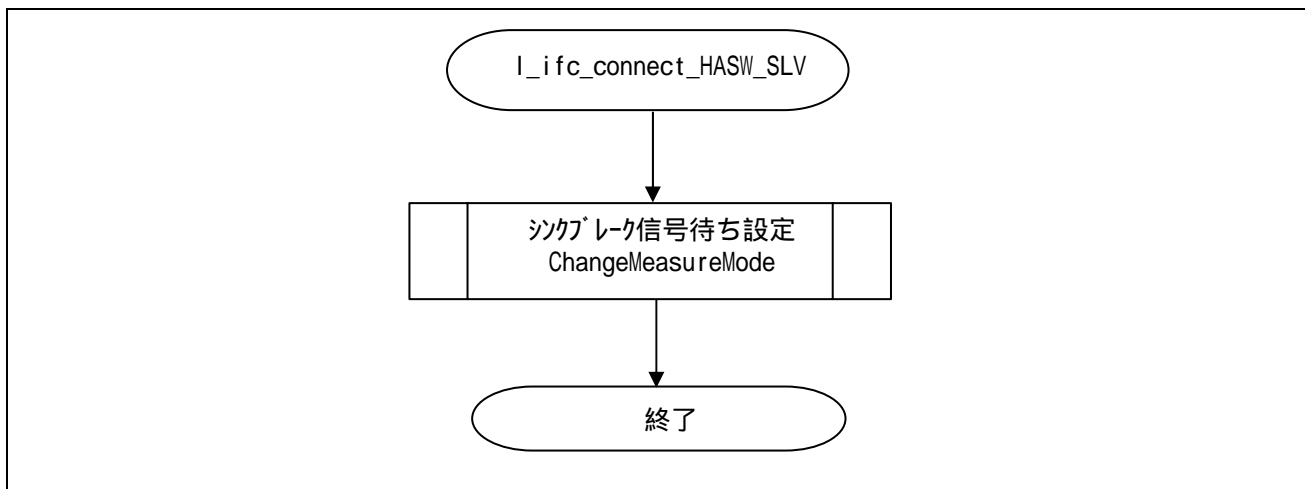 l_ifc_connect_HASW_SLV
ｼﾝｸﾌﾞﾚｰｸ信号待ち設定
ChangeMeasureMode
終了